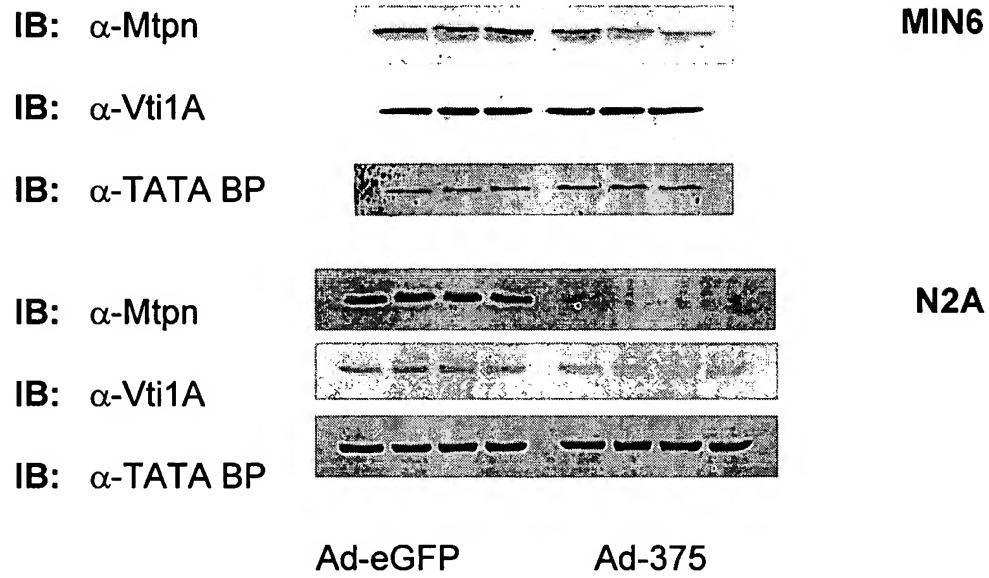 IB: α-Mtpn MIN6
IB: α-Vti1A
IB: α-TATA BP
IB: α-Mtpn N2A
IB: α-Vti1A
IB: α-TATA BP
Ad-eGFP Ad-375